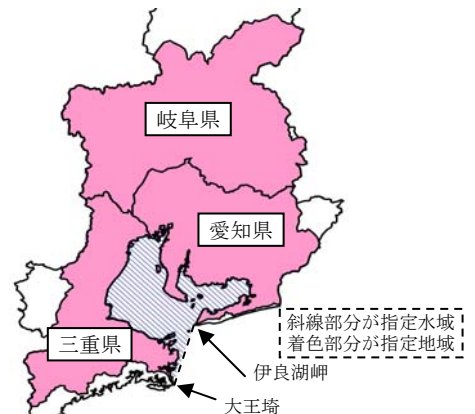 岐阜県
愛知県
三重県
斜線部分が指定水域
着色部分が指定地域
伊良湖岬
大王埼